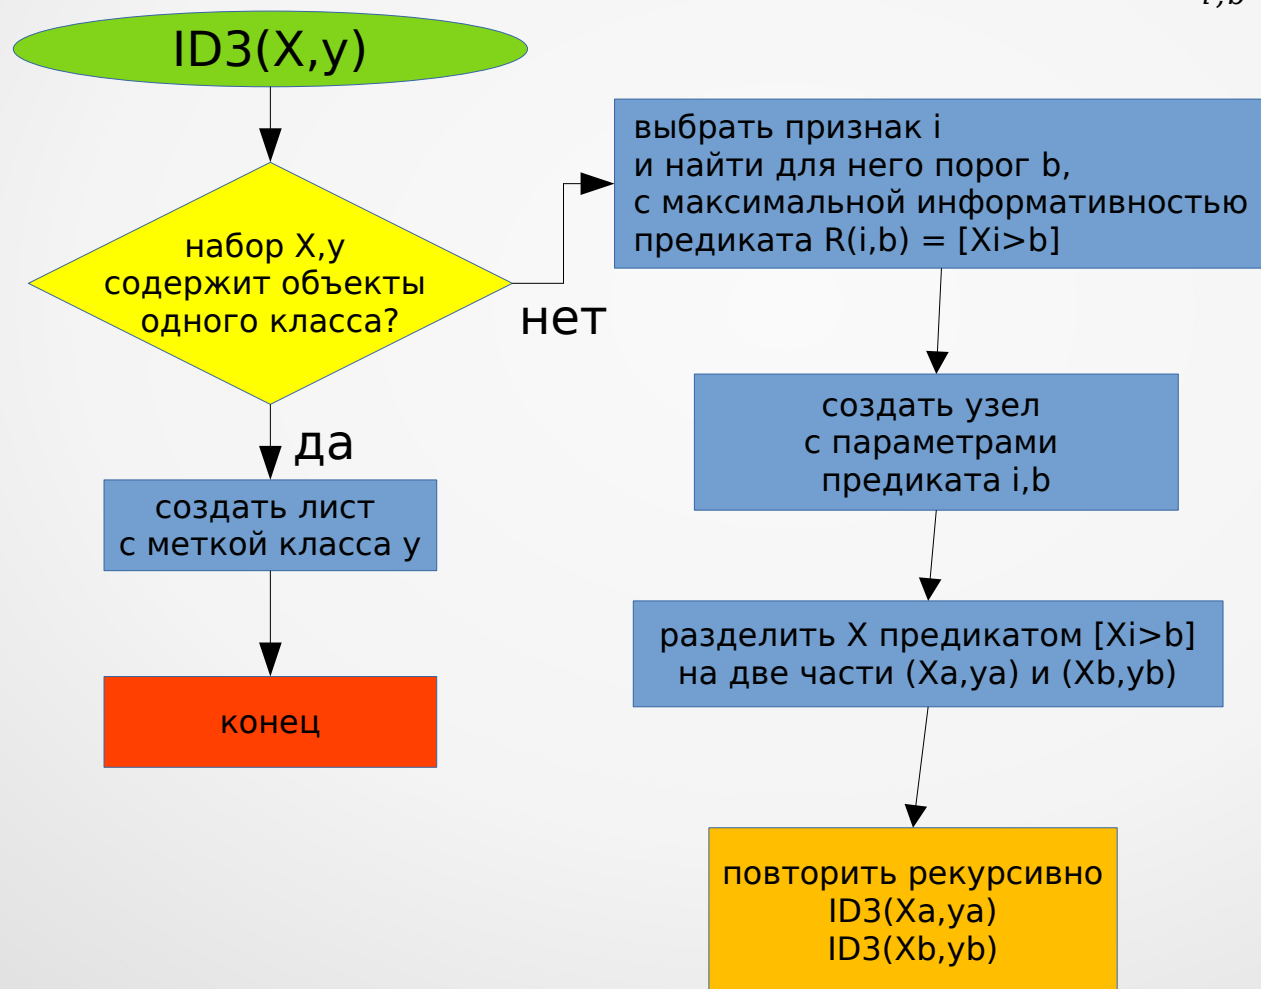 ID3(X,y)
набор X,y
содержит объекты
одного класса?
нет
да
создать лист
с меткой класса y
конец
выбрать признак i
и найти для него порог b,
с максимальной информативностью
предиката R(i,b) = [Xi>b]
создать узел
с параметрами
предиката i,b
разделить X предикатом [Xi>b]
на две части (Xa,ya) и (Xb,yb)
повторить рекурсивно
ID3(Xa,ya)
ID3(Xb,yb)